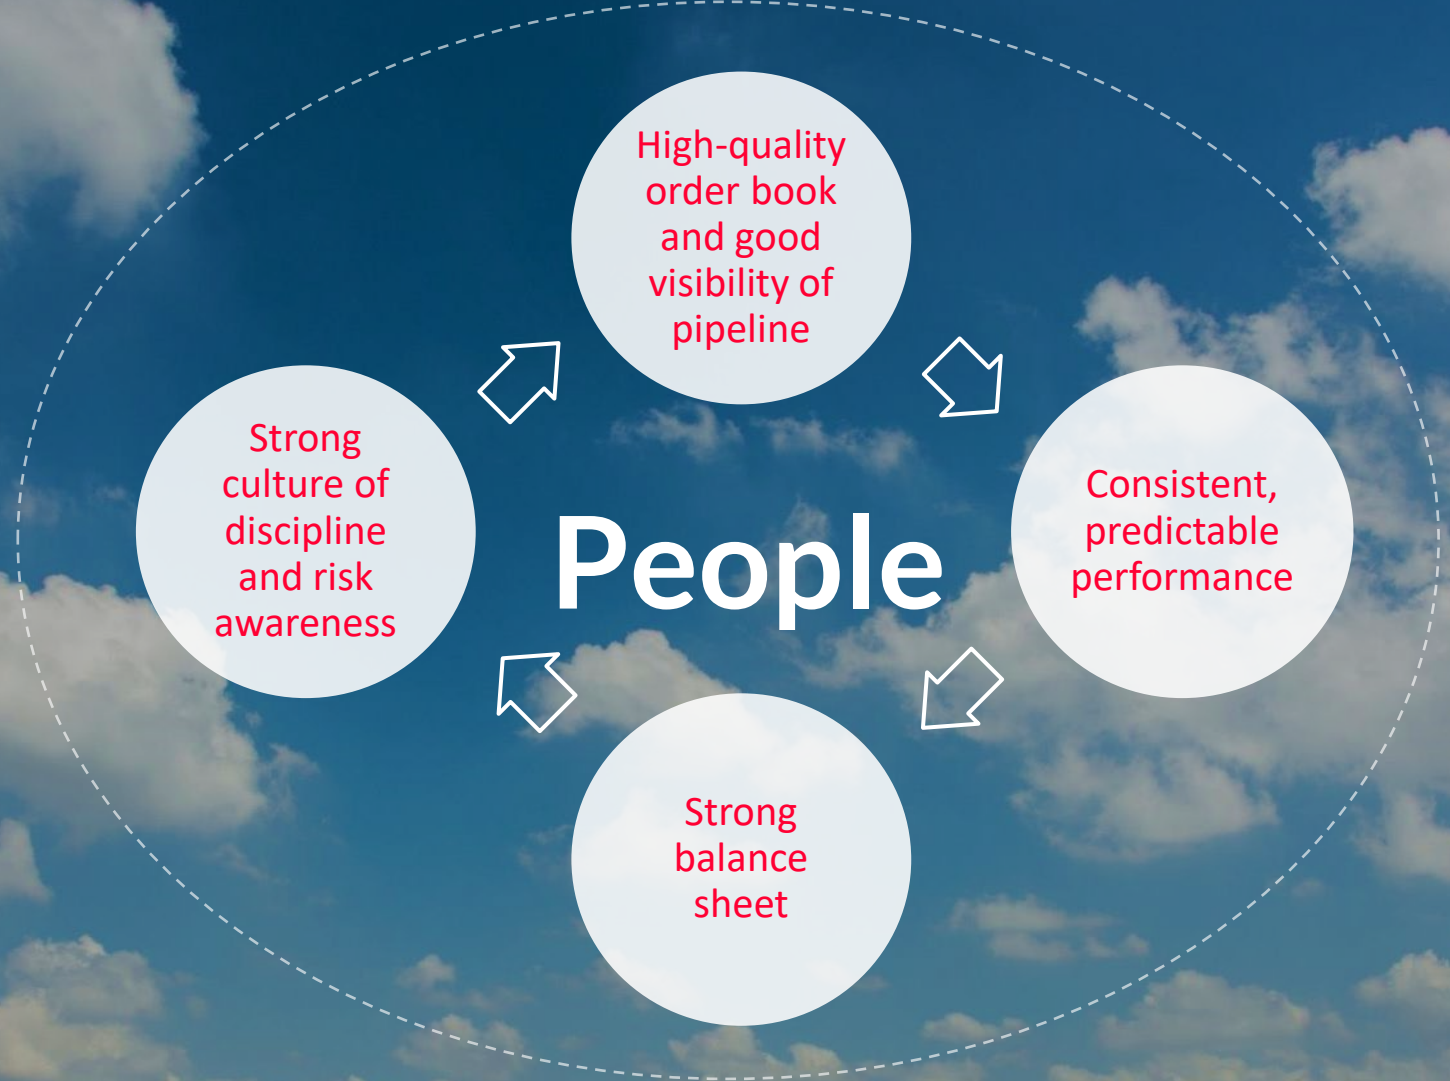 High-quality
order book
and good
visibility of
pipeline
Strong
culture of
discipline
and risk
awareness
People
Consistent,
predictable
performance
Strong
balance
sheet